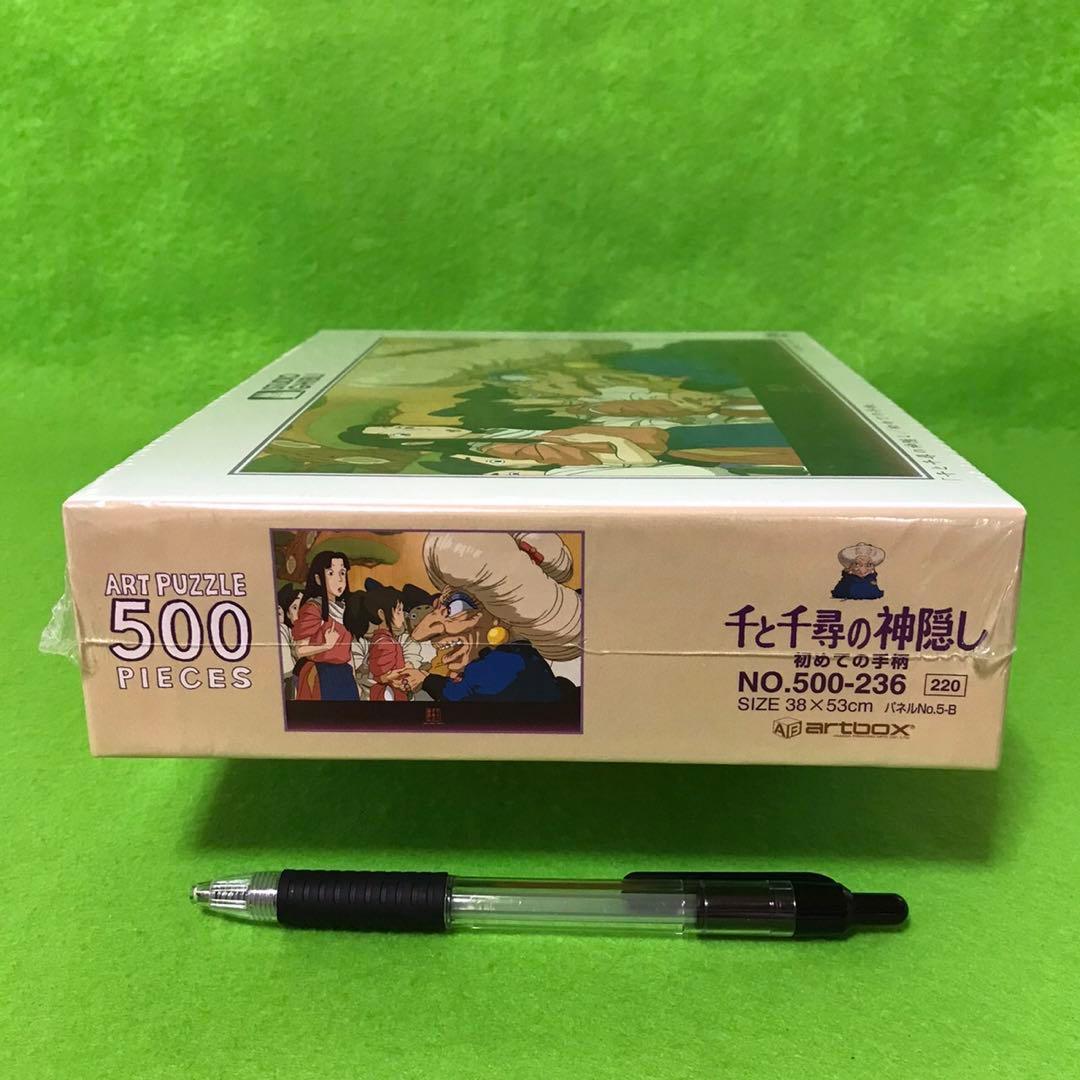 ART PUZZLE
500
PIECES
千と千尋の神隠し
初めての手柄
NO.500-236 220
SIZE 38×53cm パネルNo.5-B
artbox